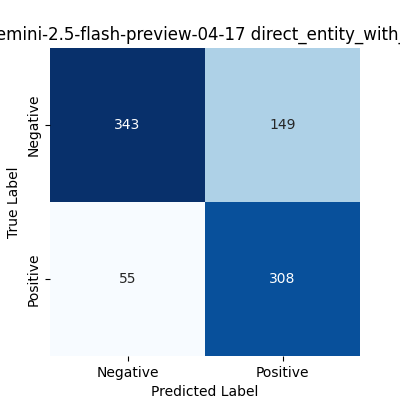 emini-2.5-flash-preview-04-17 direct_entity_with_
True Label
Negative
343
149
Positive
55
308
Negative
Positive
Predicted Label